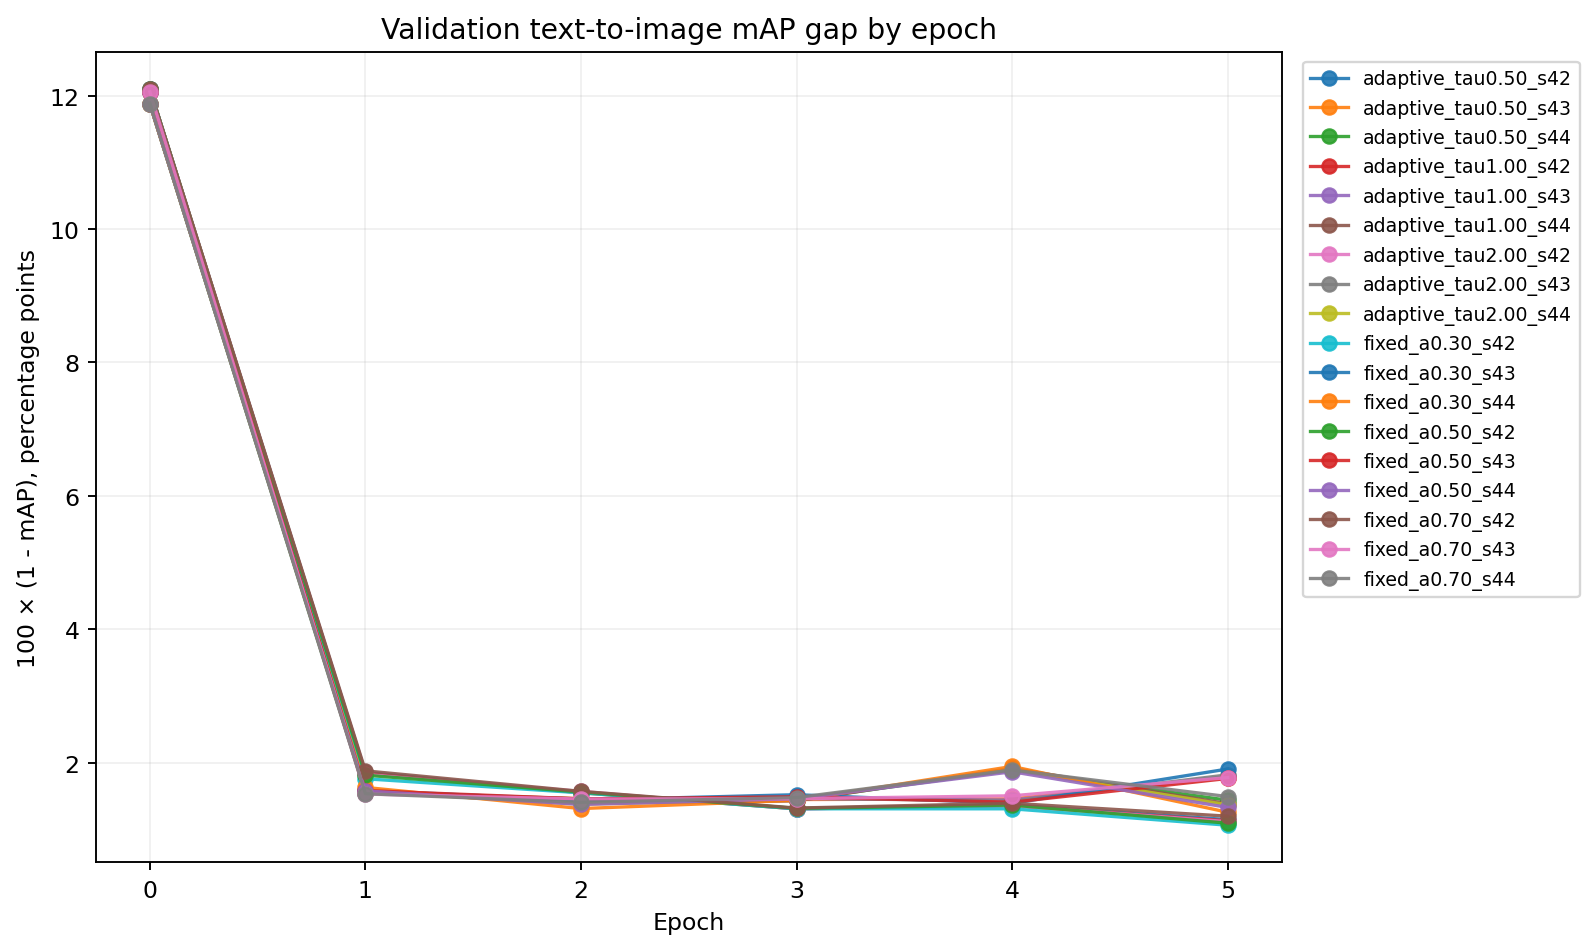 Validation text-to-image mAP gap by epoch
100 × (1 - mAP), percentage points
12
10
8
6
4
2
0 1 2 3 4 5
Epoch
adaptive_tau0.50_s42
adaptive_tau0.50_s43
adaptive_tau0.50_s44
adaptive_tau1.00_s42
adaptive_tau1.00_s43
adaptive_tau1.00_s44
adaptive_tau2.00_s42
adaptive_tau2.00_s43
adaptive_tau2.00_s44
fixed_a0.30_s42
fixed_a0.30_s43
fixed_a0.30_s44
fixed_a0.50_s42
fixed_a0.50_s43
fixed_a0.50_s44
fixed_a0.70_s42
fixed_a0.70_s43
fixed_a0.70_s44